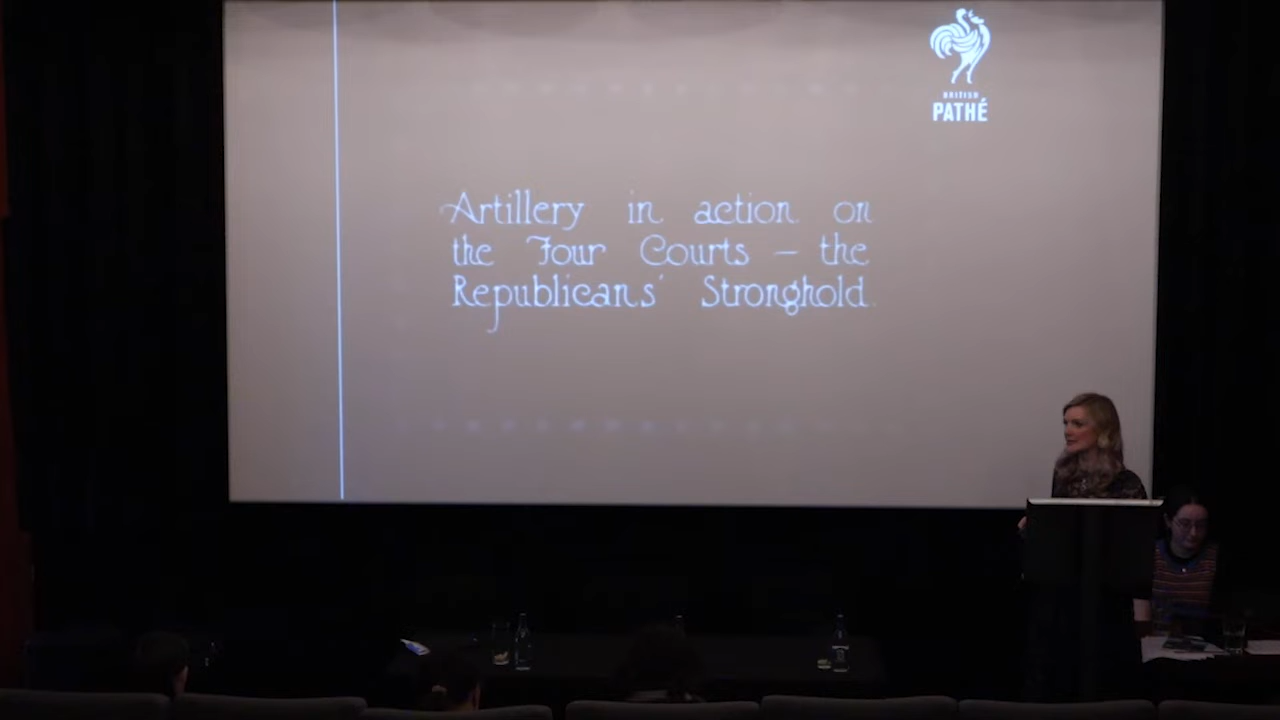 BRITISH
PATHÉ
Artillery in action on
the Four Courts – the
Republicans' Stronghold.